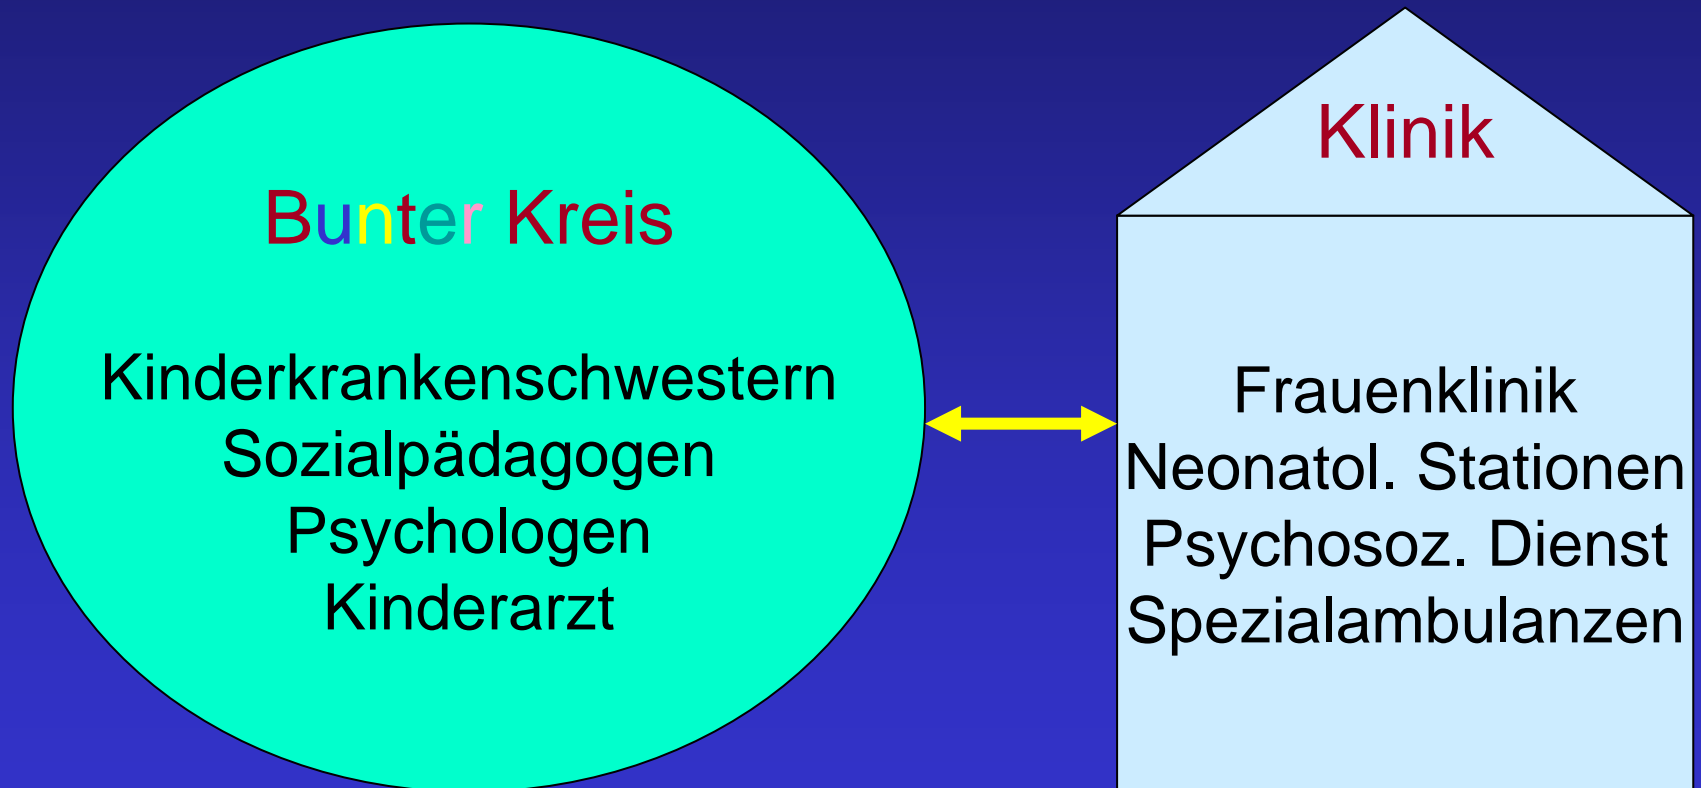 Bunter Kreis
Kinderkrankenschwestern
Sozialpädagogen
Psychologen
Kinderarzt
Klinik
Frauenklinik
Neonatol. Stationen
Psychosoz. Dienst
Spezialambulanzen